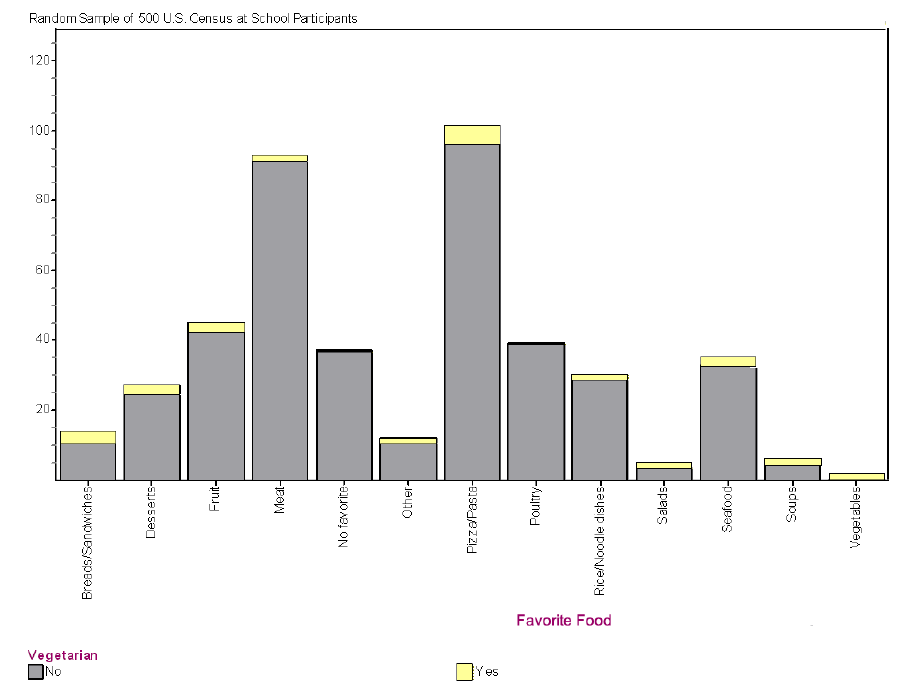 Random Sample of 500 U.S. Census at School Participants
120
100
80
60
40
20
Breads/Sandwiches
Desserts
Fruit
Meat
No favorite
Other
Pizza/Pasta
Poultry
Rice/Noodle dishes
Salads
Seafood
Soups
Vegetables
Favorite Food
Vegetarian
No
Yes